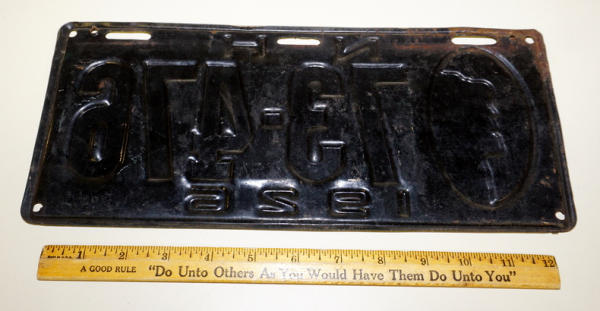 N H
1926
1 2 3 4 5 6 7 8 9 10 11 12
A GOOD RULE "Do Unto Others As You Would Have Them Do Unto You"